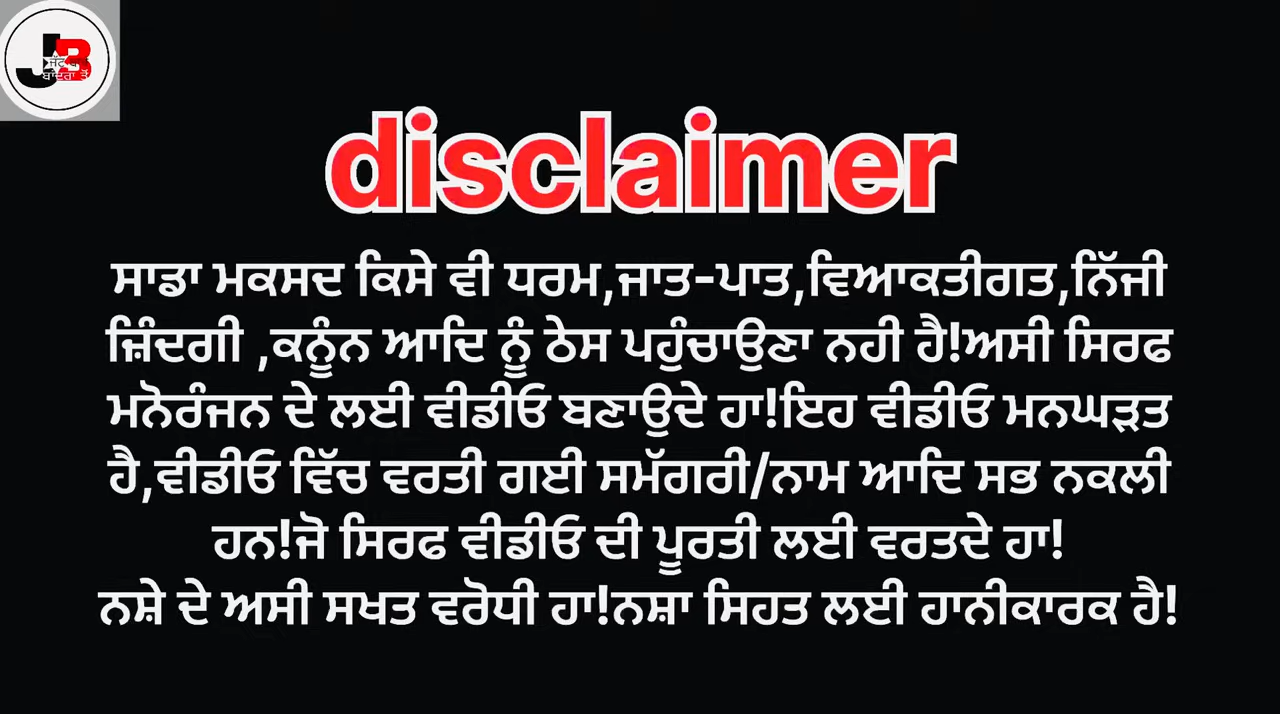 JB
disclaimer
ਸਾਡਾ ਮਕਸਦ ਕਿਸੇ ਵੀ ਧਰਮ,ਜਾਤ-ਪਾਤ,ਵਿਆਕਤੀਗਤ,ਨਿੱਜੀ
ਜ਼ਿੰਦਗੀ ,ਕਨੂੰਨ ਆਦਿ ਨੂੰ ਠੇਸ ਪਹੁੰਚਾਉਣਾ ਨਹੀ ਹੈ!ਅਸੀ ਸਿਰਫ
ਮਨੋਰੰਜਨ ਦੇ ਲਈ ਵੀਡੀਓ ਬਣਾਉਦੇ ਹਾ!ਇਹ ਵੀਡੀਓ ਮਨਘੜਤ
ਹੈ,ਵੀਡੀਓ ਵਿੱਚ ਵਰਤੀ ਗਈ ਸਮੱਗਰੀ/ਨਾਮ ਆਦਿ ਸਭ ਨਕਲੀ
ਹਨ!ਜੋ ਸਿਰਫ ਵੀਡੀਓ ਦੀ ਪੂਰਤੀ ਲਈ ਵਰਤਦੇ ਹਾ!
ਨਸ਼ੇ ਦੇ ਅਸੀ ਸਖਤ ਵਰੋਧੀ ਹਾ!ਨਸ਼ਾ ਸਿਹਤ ਲਈ ਹਾਨੀਕਾਰਕ ਹੈ!